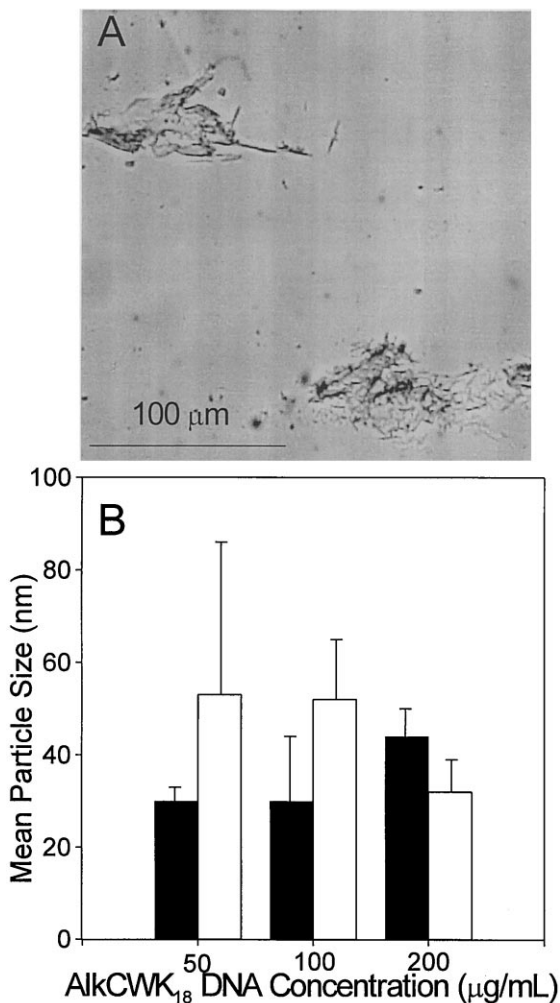 A
100 μm
B
100
80
60
40
20
0
Mean Particle Size (nm)
50 100 200
AlkCWK₁₈ DNA Concentration (μg/mL)